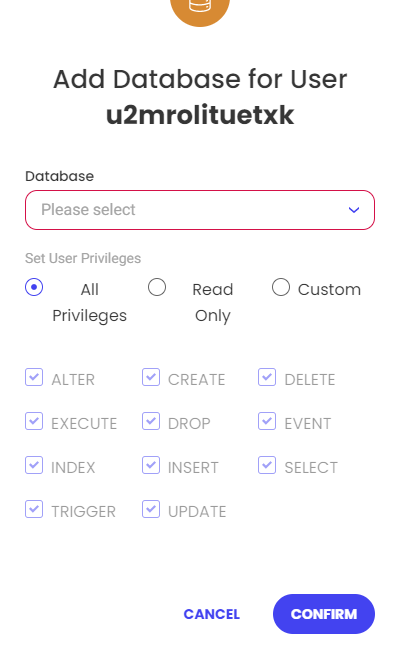 Add Database for User
u2mrolituetxk
Database
Please select
Set User Privileges
All Privileges
Read Only
Custom
ALTER
CREATE
DELETE
EXECUTE
DROP
EVENT
INDEX
INSERT
SELECT
TRIGGER
UPDATE
CANCEL
CONFIRM